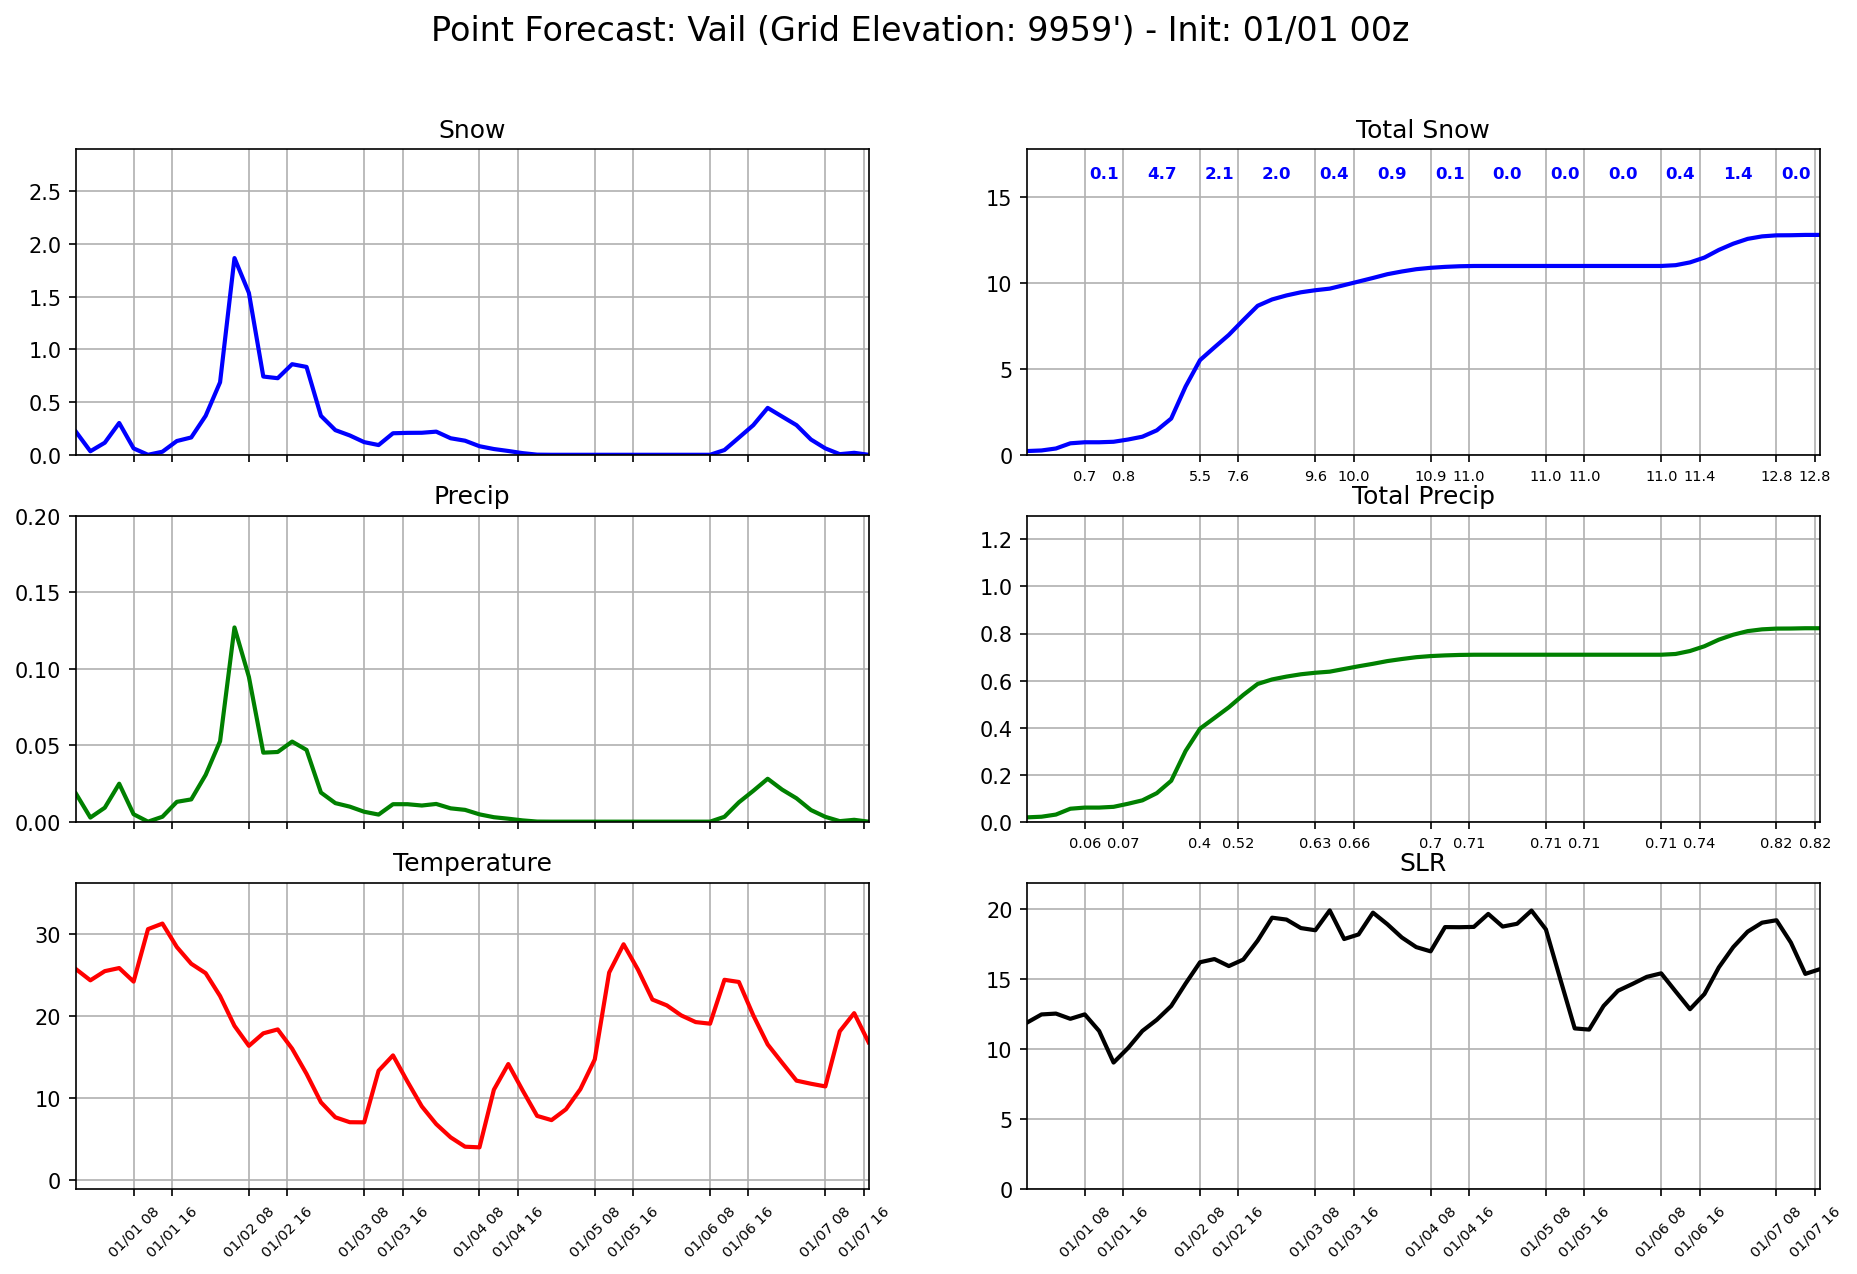 Point Forecast: Vail (Grid Elevation: 9959') - Init: 01/01 00z
Snow
2.5
2.0
1.5
1.0
0.5
0.0
Total Snow
0.1 4.7 2.1 2.0 0.4 0.9 0.1 0.0 0.0 0.0 0.4 1.4 0.0
15
10
5
0
0.7 0.8 5.5 7.6 9.6 10.0 10.9 11.0 11.0 11.0 11.0 11.4 12.8 12.8
Precip
0.20
0.15
0.10
0.05
0.00
Total Precip
1.2
1.0
0.8
0.6
0.4
0.2
0.0
0.06 0.07 0.4 0.52 0.63 0.66 0.7 0.71 0.71 0.71 0.71 0.74 0.82 0.82
Temperature
30
20
10
0
01/01 08 01/01 16 01/02 08 01/02 16 01/03 08 01/03 16 01/04 08 01/04 16 01/05 08 01/05 16 01/06 08 01/06 16 01/07 08 01/07 16
SLR
20
15
10
5
0
01/01 08 01/01 16 01/02 08 01/02 16 01/03 08 01/03 16 01/04 08 01/04 16 01/05 08 01/05 16 01/06 08 01/06 16 01/07 08 01/07 16